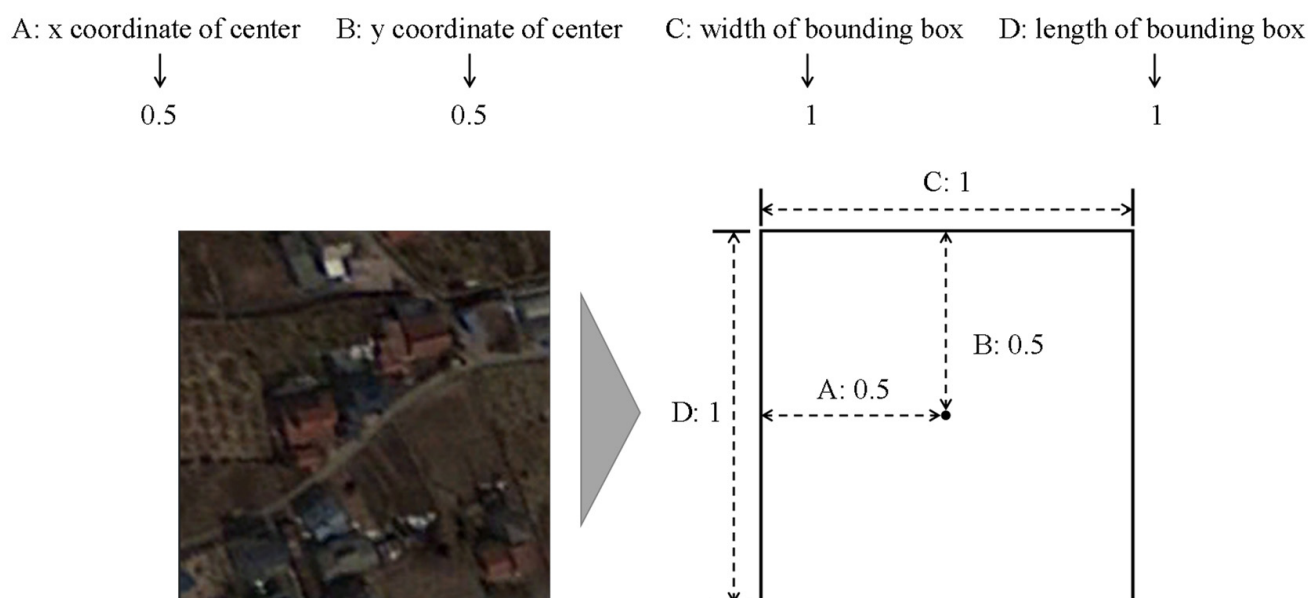 A: x coordinate of center B: y coordinate of center C: width of bounding box D: length of bounding box
0.5 0.5 1 1
C: 1
B: 0.5
A: 0.5
D: 1